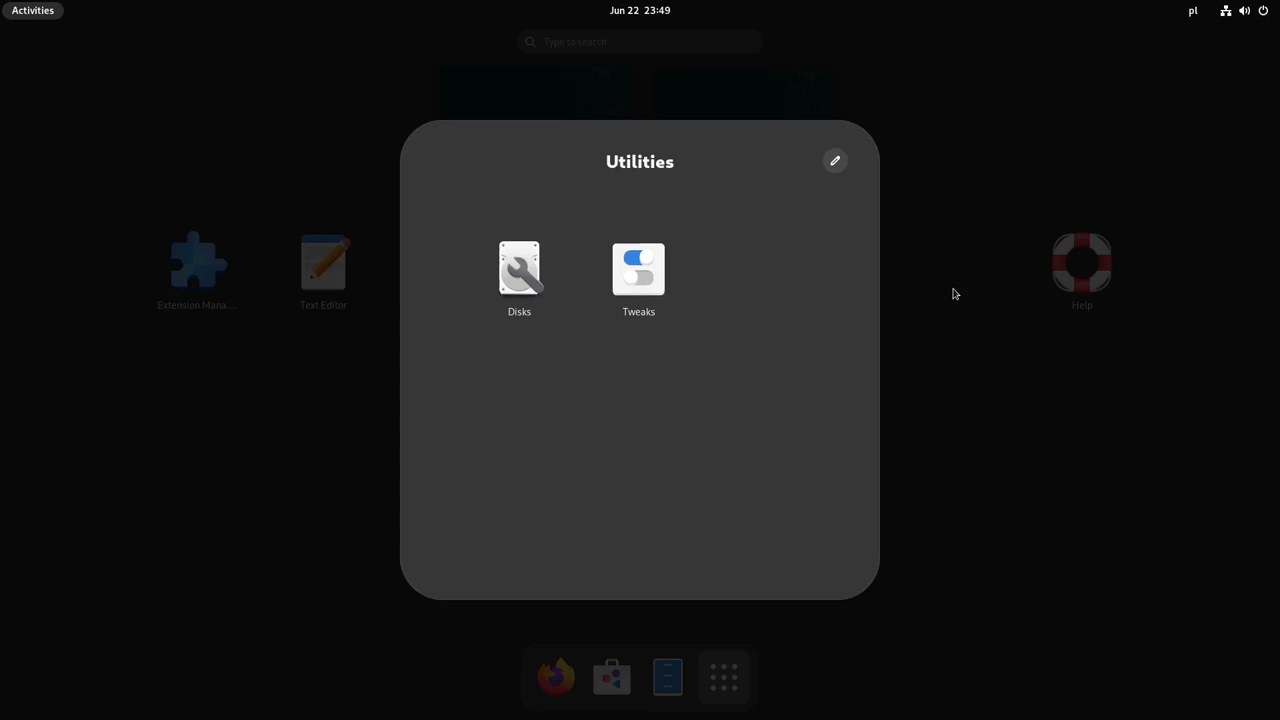 Activities
Jun 22 23:49
pl
Type to search
Utilities
Extension Mana...
Text Editor
Disks
Tweaks
Help